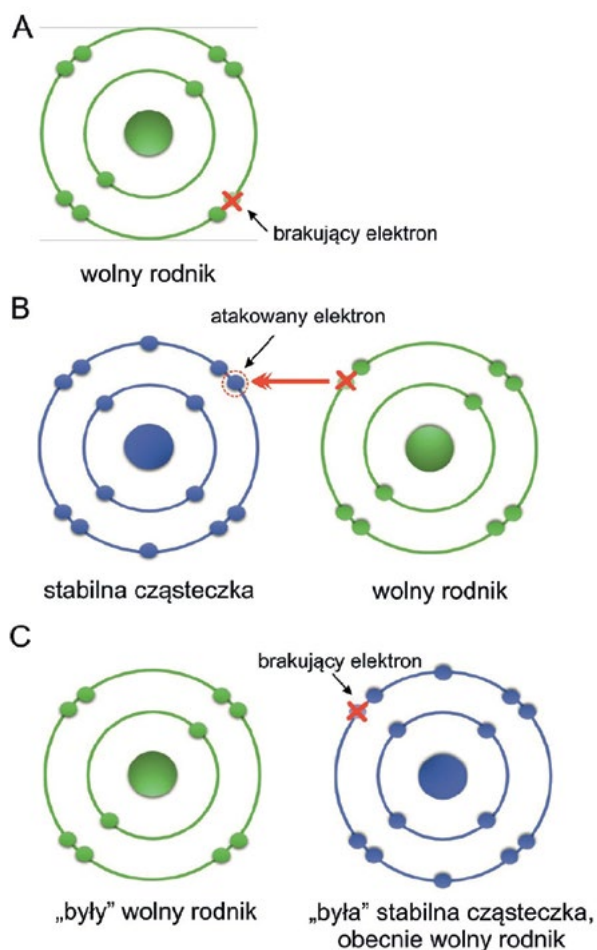 A
brakujący elektron
wolny rodnik
B
atakowany elektron
stabilna cząsteczka
wolny rodnik
C
brakujący elektron
„były” wolny rodnik
„była” stabilna cząsteczka,
obecnie wolny rodnik